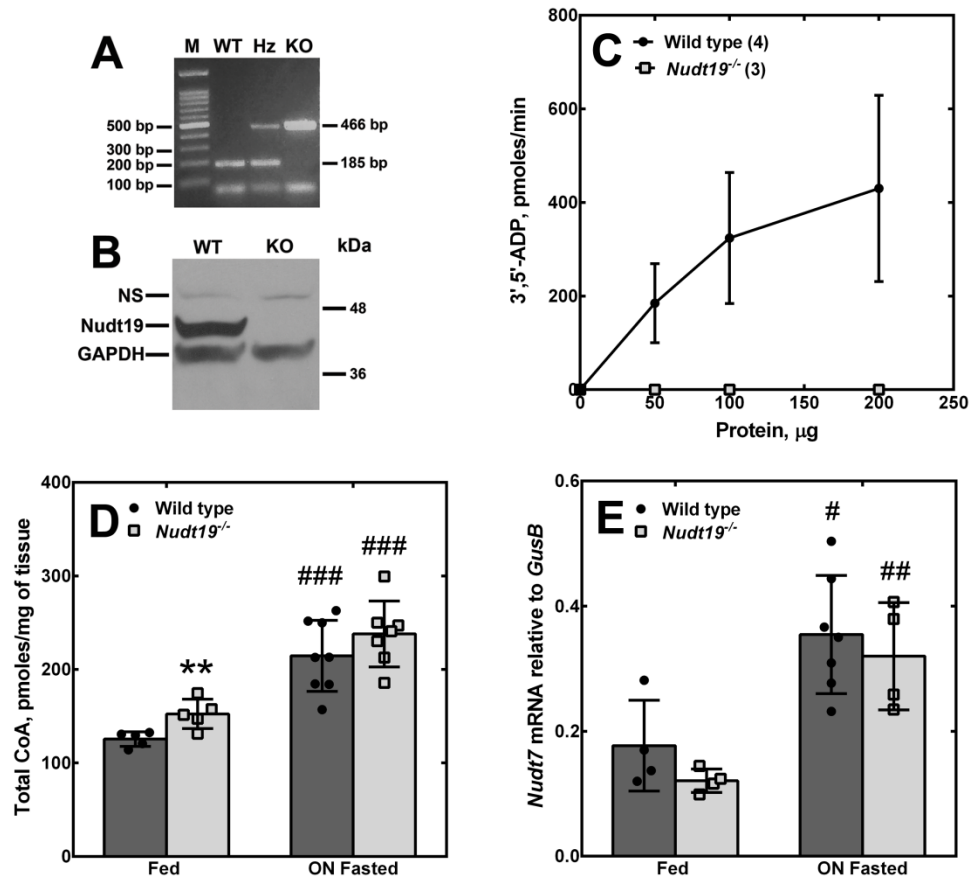 A
M WT Hz KO
500 bp
300 bp
200 bp
100 bp
466 bp
185 bp
B
WT KO kDa
NS
Nudt19
GAPDH
48
36
C
Wild type (4)
Nudt19-/- (3)
3',5'-ADP, pmoles/min
800
600
400
200
0
0 50 100 150 200 250
Protein, μg
D
Wild type
Nudt19-/-
Total CoA, pmoles/mg of tissue
400
300
200
100
0
**
###
###
Fed ON Fasted
E
Wild type
Nudt19-/-
Nudt7 mRNA relative to GusB
0.6
0.4
0.2
0.0
#
##
Fed ON Fasted